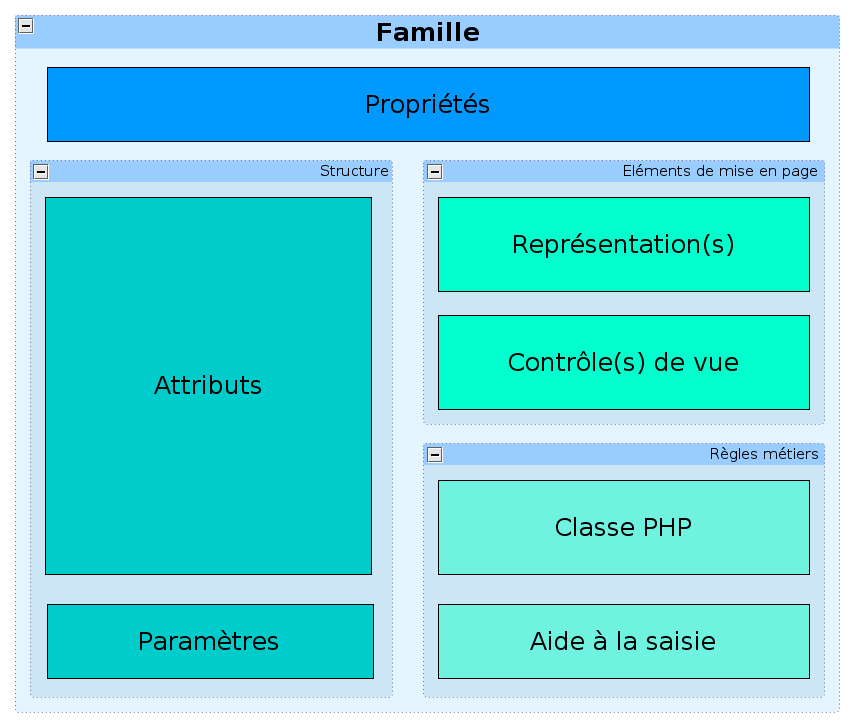 Famille
Propriétés
Structure
Attributs
Paramètres
Eléments de mise en page
Représentation(s)
Contrôle(s) de vue
Règles métiers
Classe PHP
Aide à la saisie